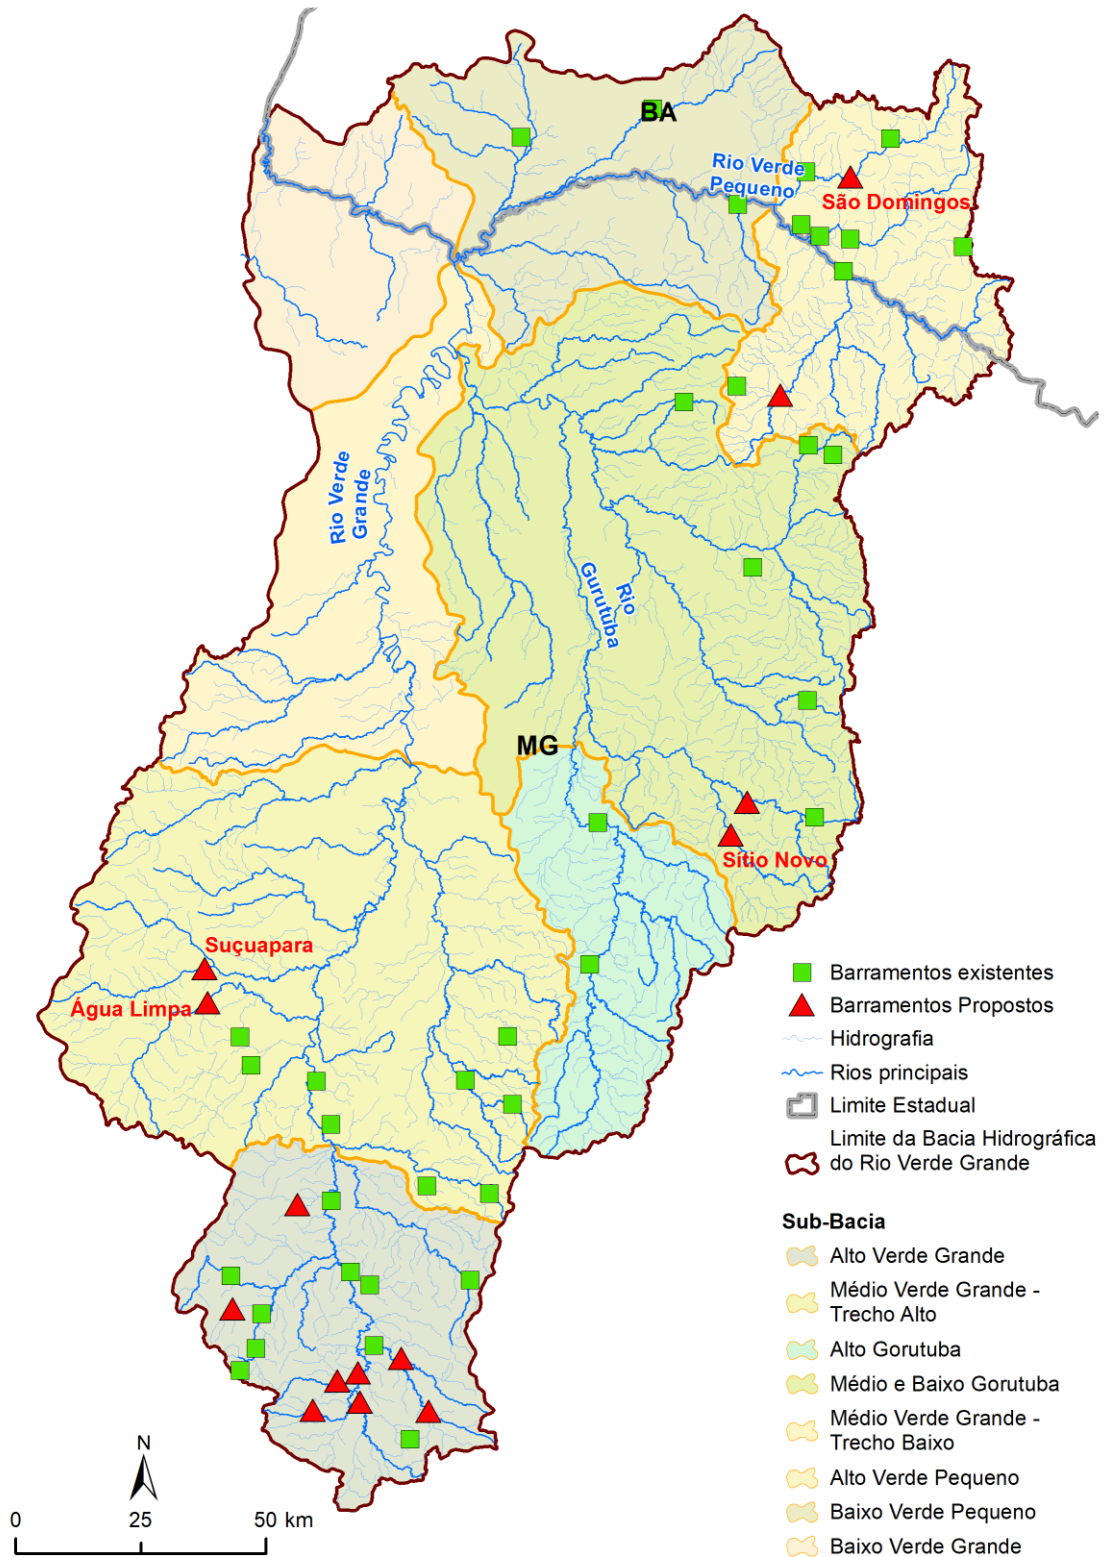 BA
Rio Verde
Pequeno
São Domingos
Rio Verde
Grande
Rio
Gurutuba
MG
Sítio Novo
Suçuapara
Água Limpa
Barramentos existentes
Barramentos Propostos
Hidrografia
Rios principais
Limite Estadual
Limite da Bacia Hidrográfica
do Rio Verde Grande
Sub-Bacia
Alto Verde Grande
Médio Verde Grande -
Trecho Alto
Alto Gorutuba
Médio e Baixo Gorutuba
Médio Verde Grande -
Trecho Baixo
Alto Verde Pequeno
Baixo Verde Pequeno
Baixo Verde Grande
N
0 25 50 km